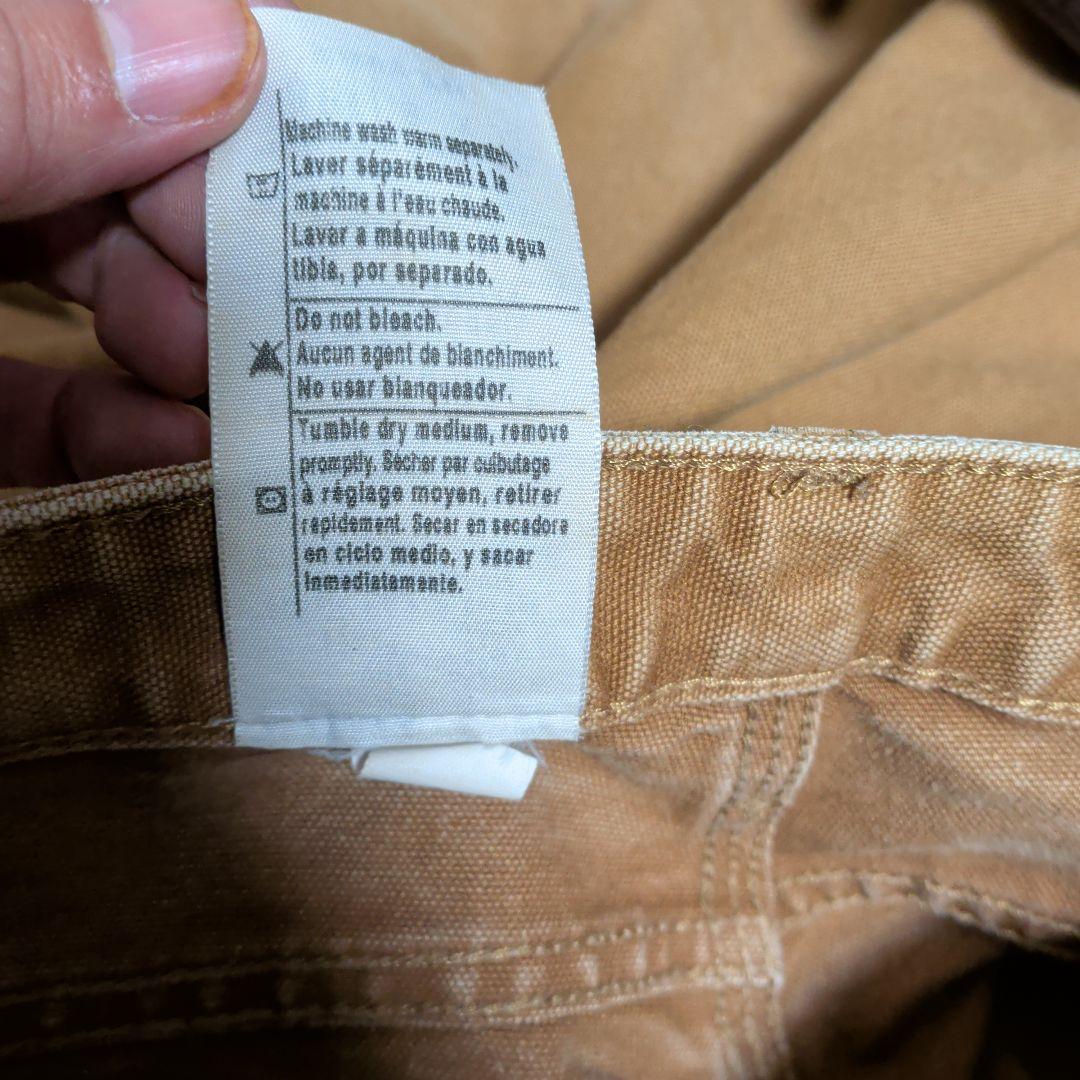 Machine wash warm separately.
Laver séparément à la
machine à l'eau chaude.
Lavar a máquina con agua
tibia, por separado.
Do not bleach.
Aucun agent de blanchiment.
No usar blanqueador.
Tumble dry medium, remove
promptly. Sécher par culbutage
à réglage moyen, retirer
rapidement. Secar en secadore
en ciclo medio, y sacar
inmediatamente.